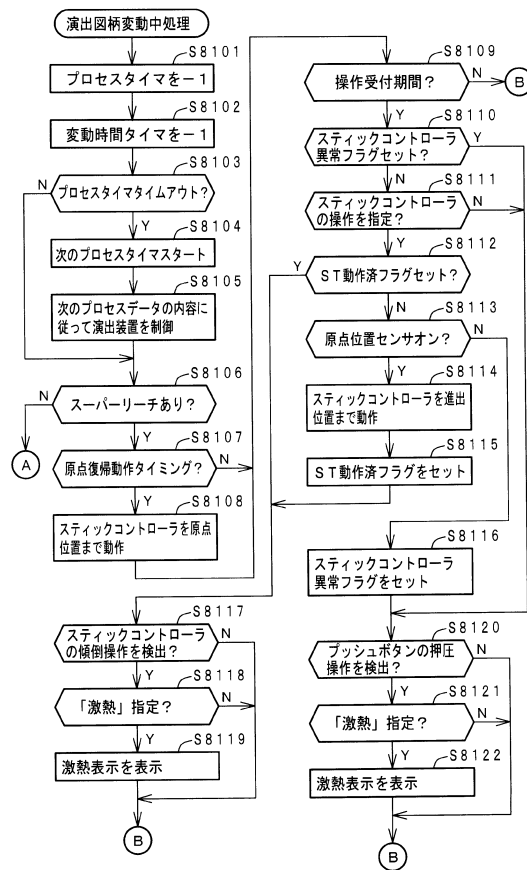 演出図柄変動中処理
S8101
プロセスタイマを－1
S8102
変動時間タイマを－1
S8103
N
プロセスタイマタイムアウト?
Y
S8104
次のプロセスタイマスタート
S8105
次のプロセスデータの内容に
従って演出装置を制御
S8106
N
スーパーリーチあり?
A
Y
S8107
原点復帰動作タイミング?
N
Y
S8108
スティックコントローラを原点
位置まで動作
S8109
操作受付期間?
N
B
Y
S8110
スティックコントローラ
異常フラグセット?
Y
N
S8111
スティックコントローラ
の操作を指定?
N
Y
S8112
Y
ST動作済フラグセット?
N
S8113
原点位置センサオン?
N
Y
S8114
スティックコントローラを進出
位置まで動作
S8115
ST動作済フラグをセット
S8116
スティックコントローラ
異常フラグをセット
S8117
スティックコントローラ
の傾倒操作を検出?
N
Y
S8118
「激熱」指定?
N
Y
S8119
激熱表示を表示
B
S8120
プッシュボタンの押圧
操作を検出?
N
Y
S8121
「激熱」指定?
N
Y
S8122
激熱表示を表示
B